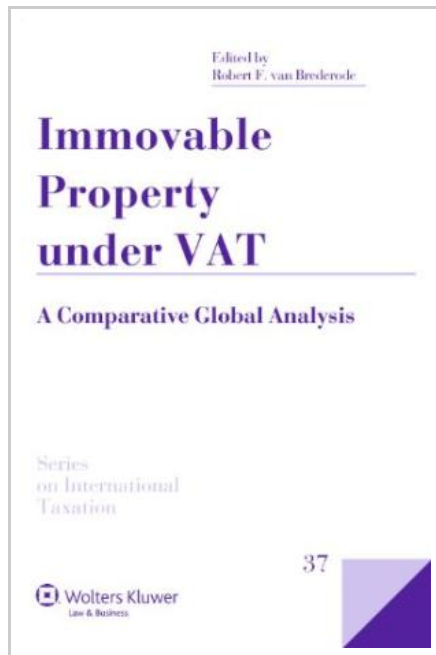 Edited by
Robert F. van Brederode
Immovable
Property
under VAT
A Comparative Global Analysis
Series
on International
Taxation
37
Wolters Kluwer
Law & Business